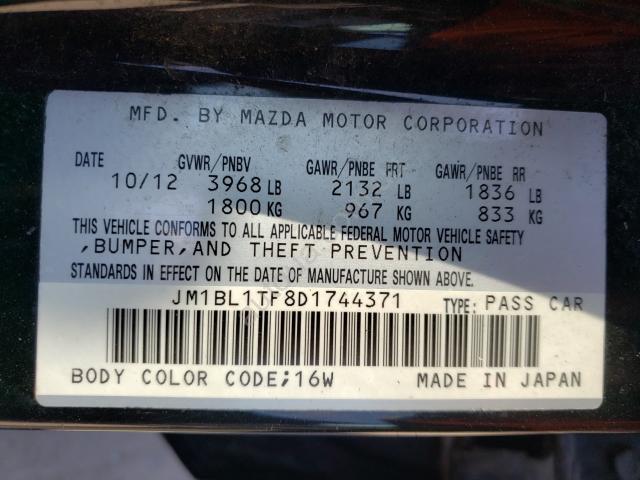 MFD. BY MAZDA MOTOR CORPORATION
DATE GVWR/PNBV GAWR/PNBE FRT GAWR/PNBE RR
10/12 3968 LB 2132 LB 1836 LB
1800 KG 967 KG 833 KG
THIS VEHICLE CONFORMS TO ALL APPLICABLE FEDERAL MOTOR VEHICLE SAFETY
,BUMPER,AND THEFT PREVENTION
STANDARDS IN EFFECT ON THE DATE OF MANUFACTURE SHOWN ABOVE.
JM1BL1TF8D1744371 TYPE: PASS CAR
BODY COLOR CODE;16W MADE IN JAPAN